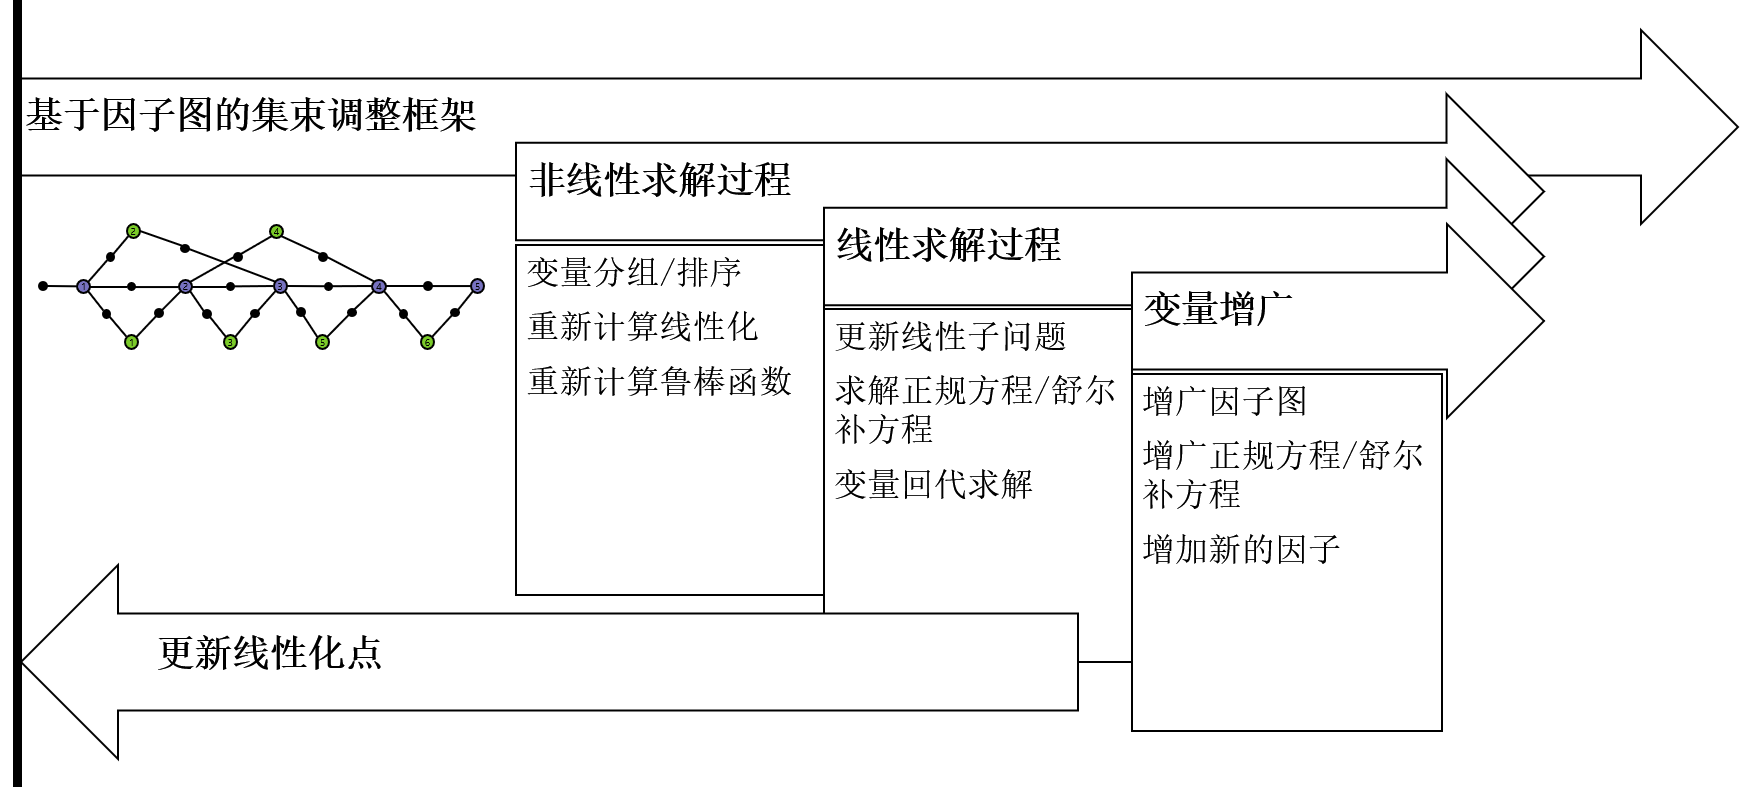 基于因子图的集束调整框架
非线性求解过程
变量分组/排序
重新计算线性化
重新计算鲁棒函数
线性求解过程
更新线性子问题
求解正规方程/舒尔
补方程
变量回代求解
变量增广
增广因子图
增广正规方程/舒尔
补方程
增加新的因子
2
4
1
2
3
4
5
1
3
5
6
更新线性化点